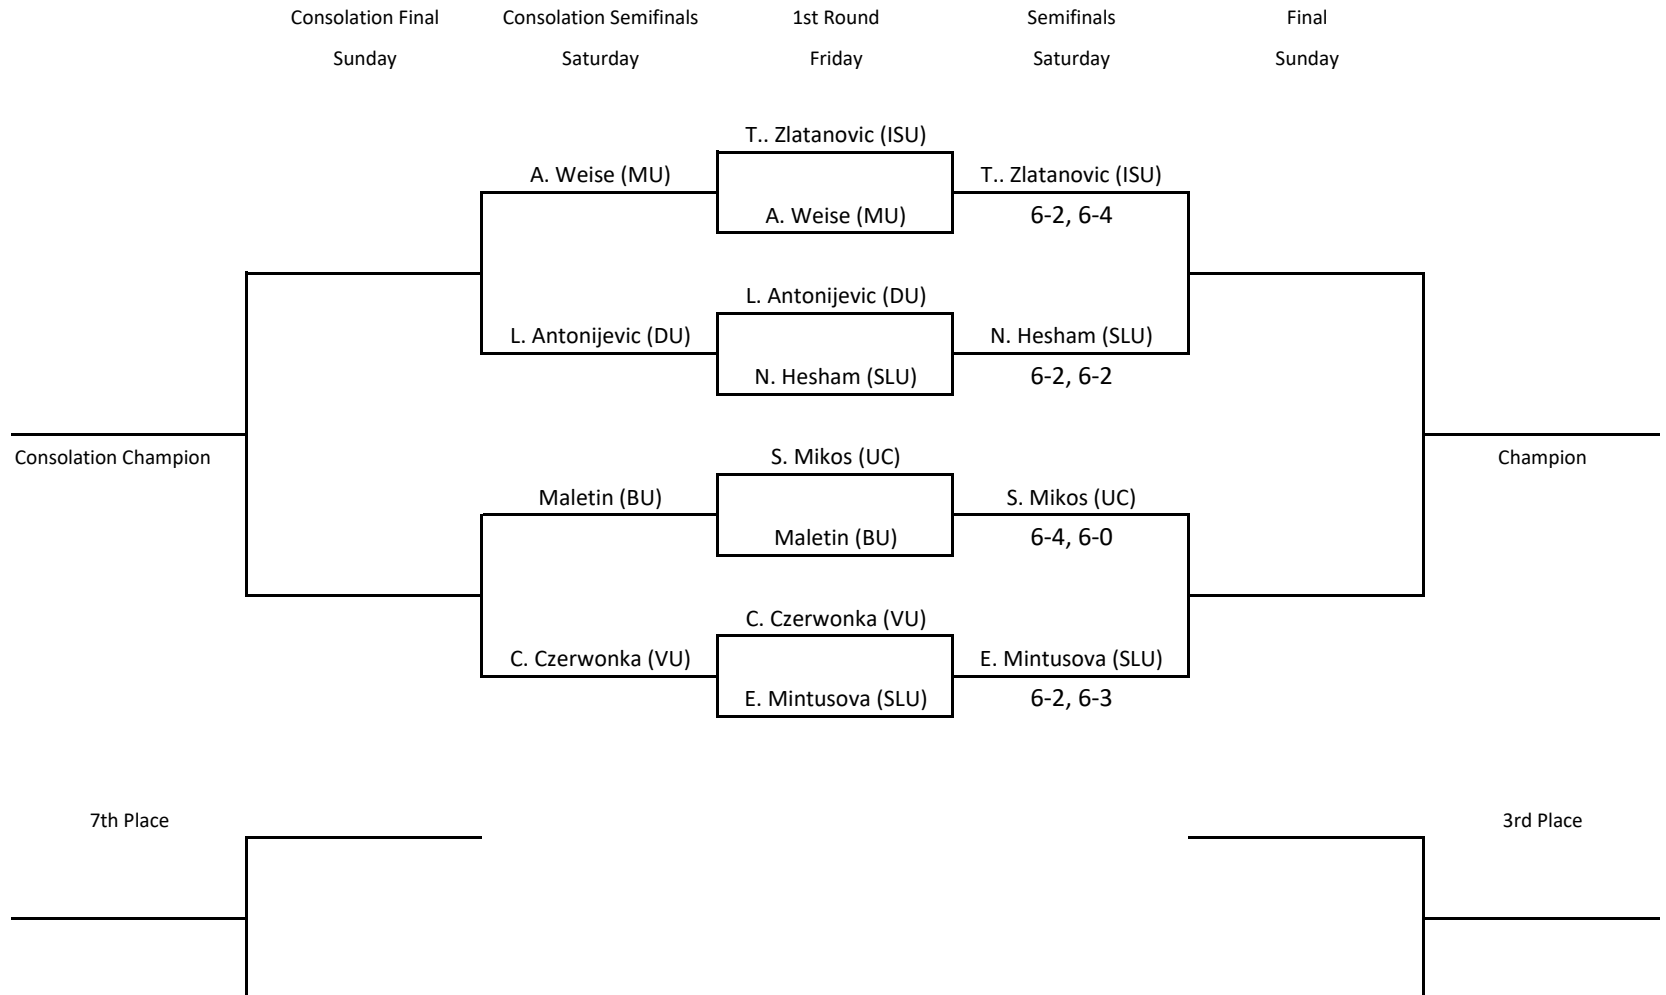 Consolation Final Consolation Semifinals 1st Round Semifinals Final
Sunday Saturday Friday Saturday Sunday
T.. Zlatanovic (ISU)
A. Weise (MU) T.. Zlatanovic (ISU)
A. Weise (MU) 6-2, 6-4
L. Antonijevic (DU)
L. Antonijevic (DU) N. Hesham (SLU)
N. Hesham (SLU) 6-2, 6-2
Consolation Champion S. Mikos (UC) Champion
Maletin (BU) S. Mikos (UC)
Maletin (BU) 6-4, 6-0
C. Czerwonka (VU)
C. Czerwonka (VU) E. Mintusova (SLU)
E. Mintusova (SLU) 6-2, 6-3
7th Place 3rd Place